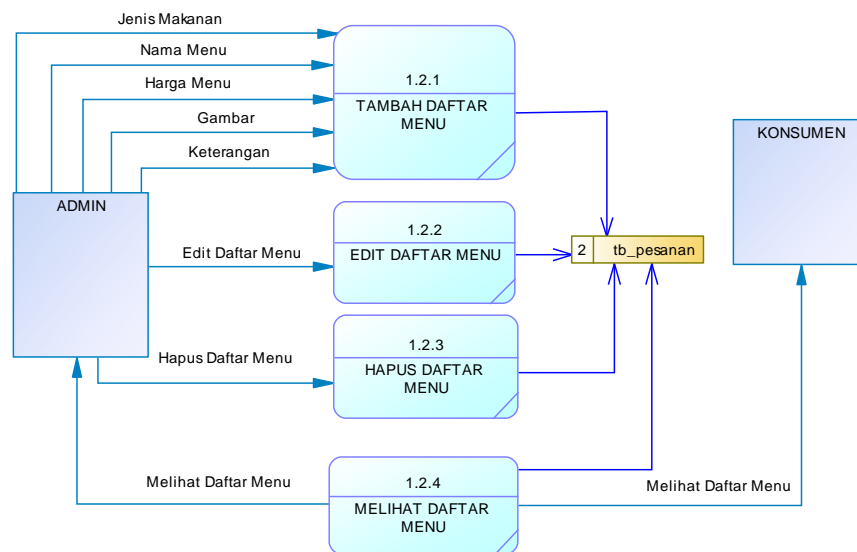 Jenis Makanan
Nama Menu
Harga Menu
Gambar
Keterangan
1.2.1
TAMBAH DAFTAR
MENU
KONSUMEN
ADMIN
Edit Daftar Menu
1.2.2
EDIT DAFTAR MENU
2 tb_pesanan
Hapus Daftar Menu
1.2.3
HAPUS DAFTAR
MENU
Melihat Daftar Menu
1.2.4
MELIHAT DAFTAR
MENU
Melihat Daftar Menu